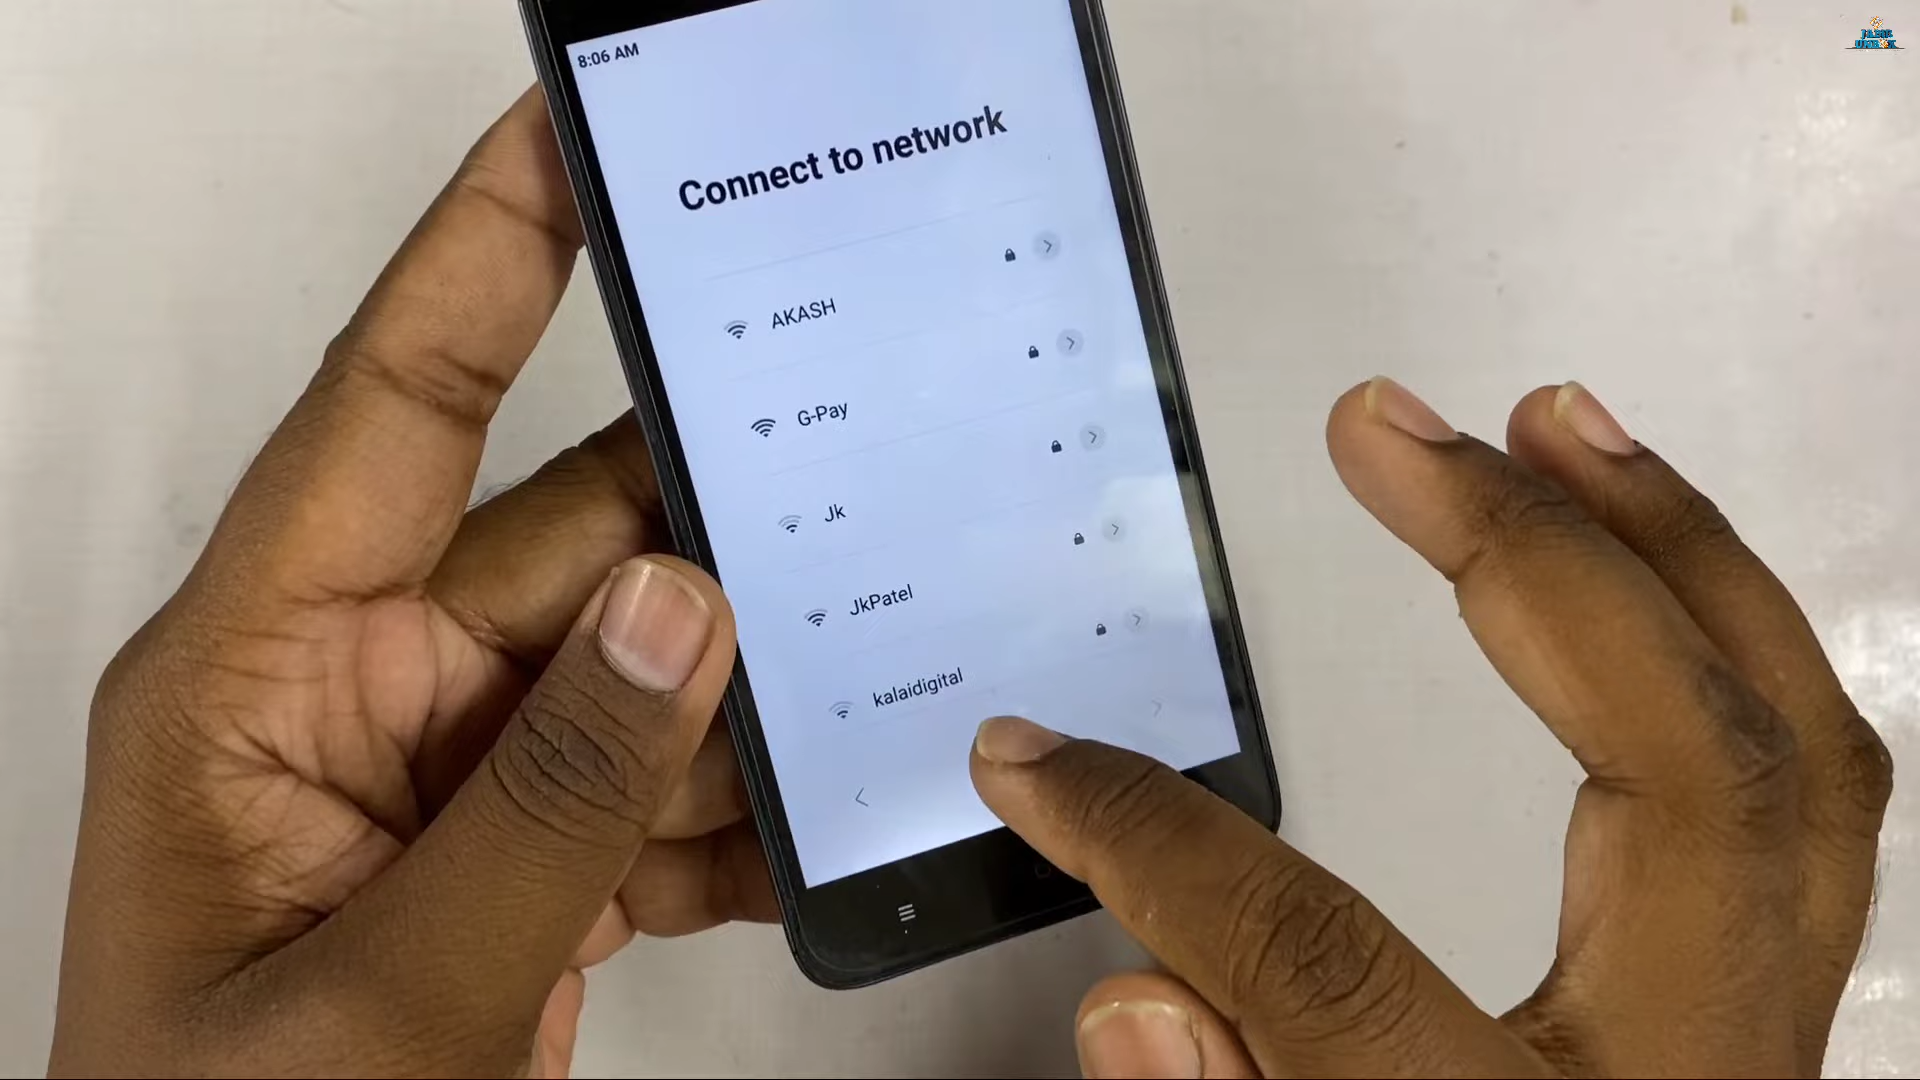 8:06 AM
Connect to network
AKASH
G-Pay
Jk
JkPatel
kalaidigital